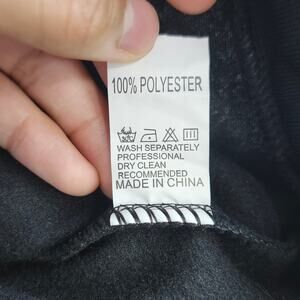 100% POLYESTER
WASH SEPARATELY
PROFESSIONAL
DRY CLEAN
RECOMMENDED
MADE IN CHINA